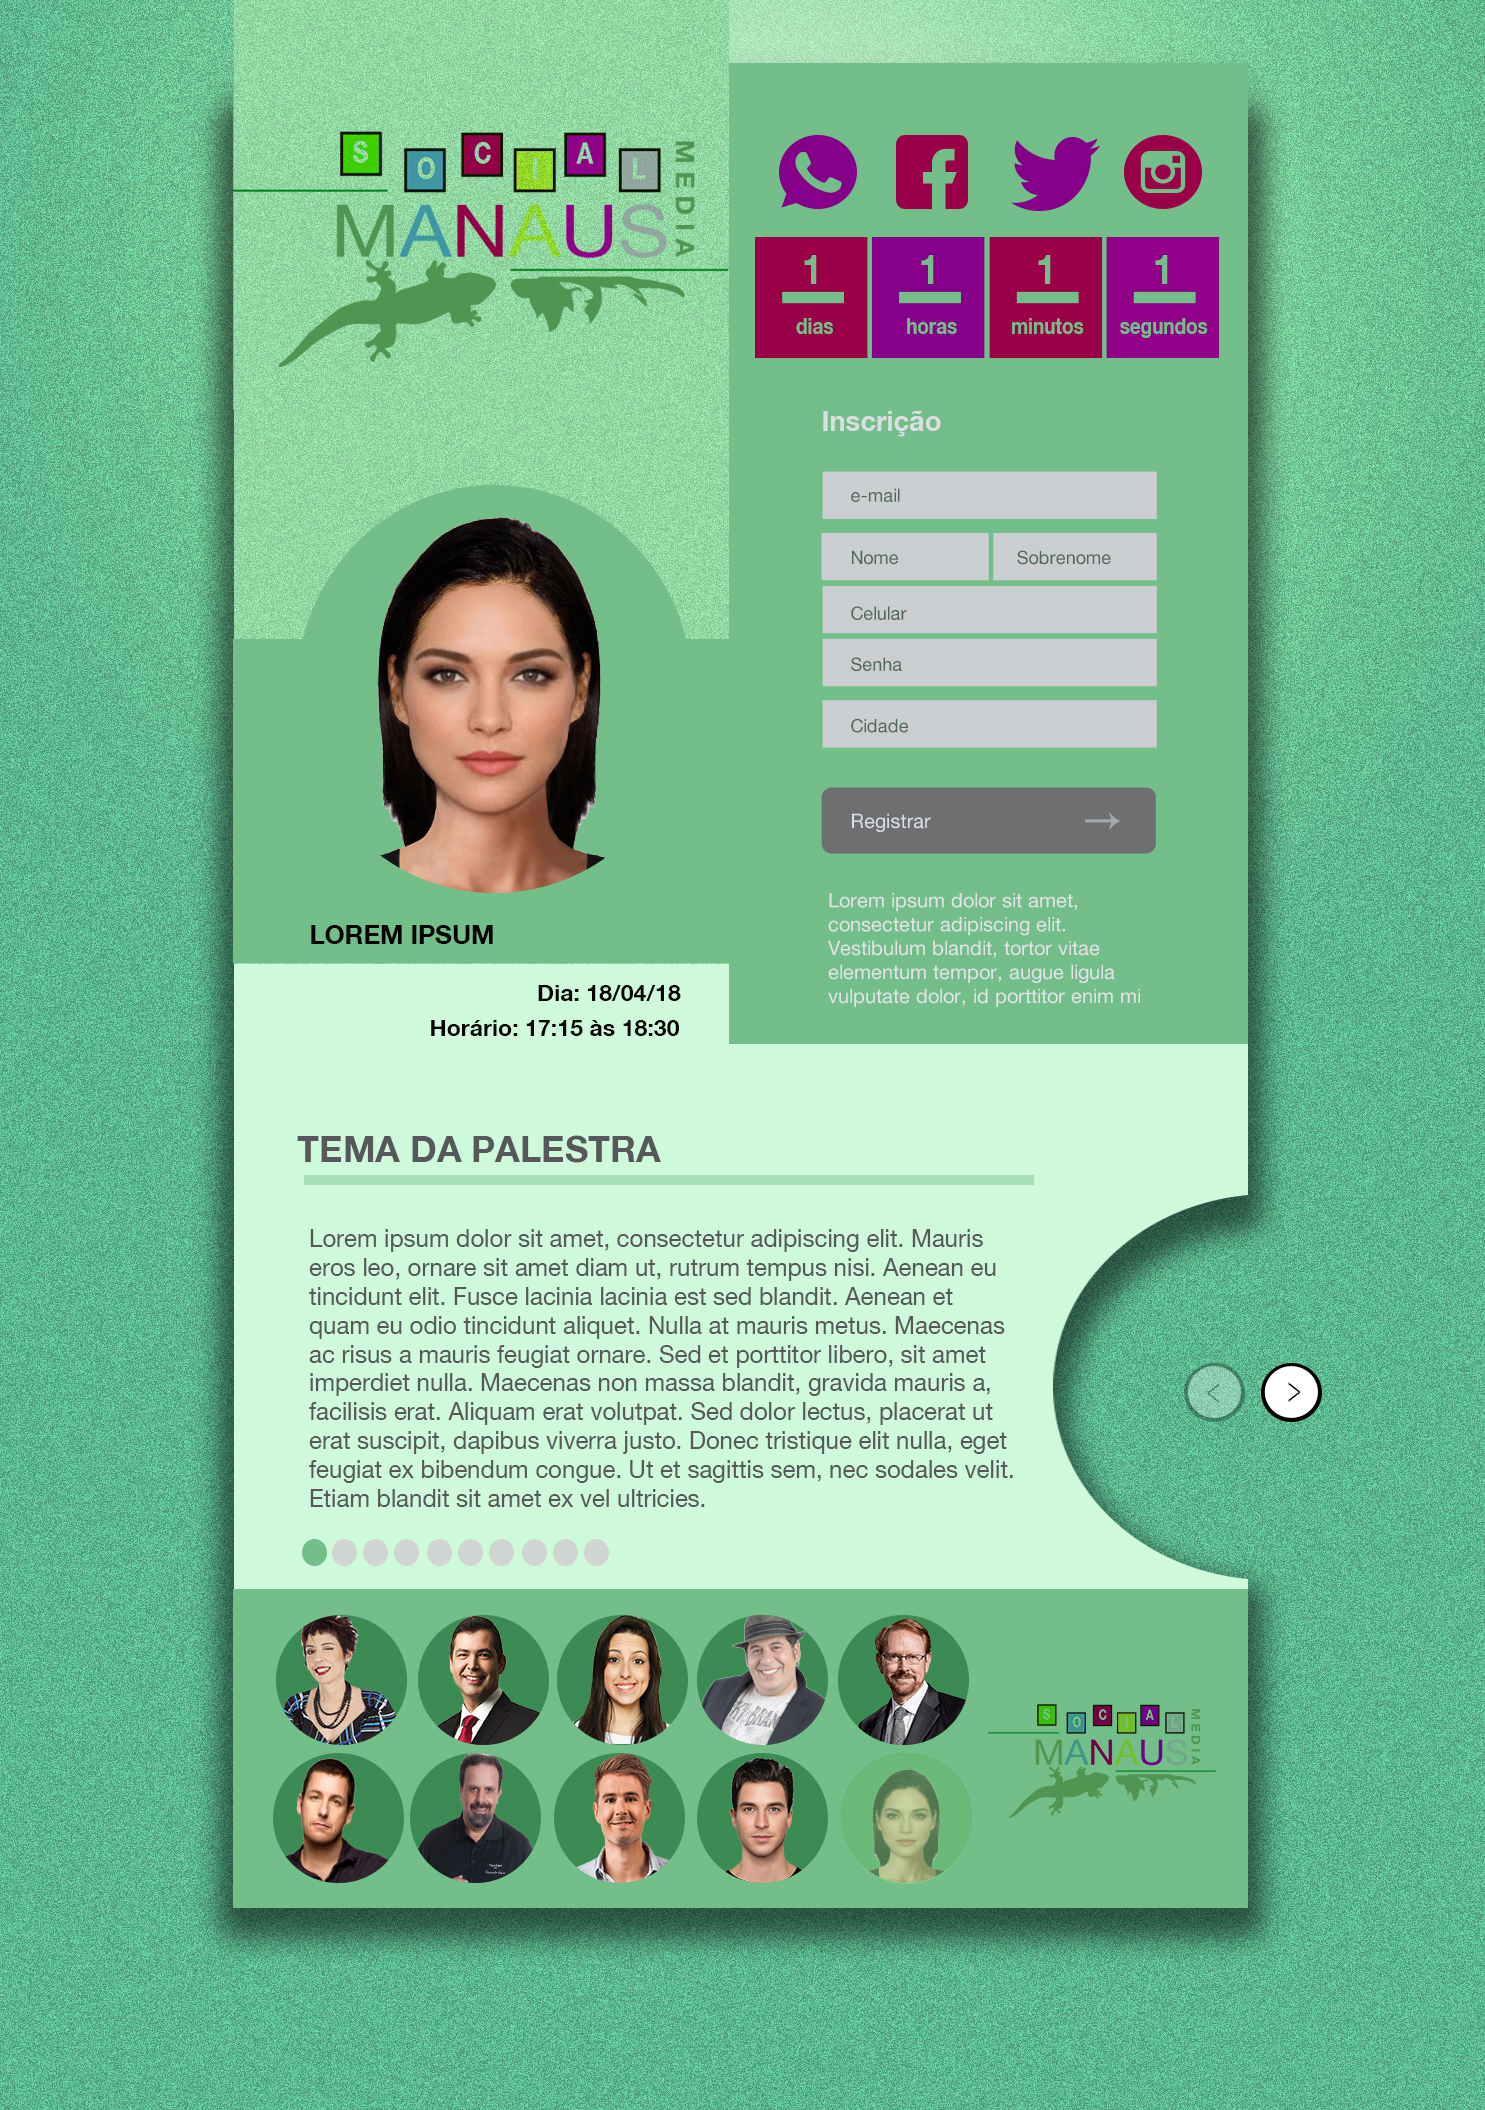 SOCIAL
MEDIA
MANAUS
1 1 1 1
dias horas minutos segundos
Inscrição
e-mail
Nome Sobrenome
Celular
Senha
Cidade
Registrar
Lorem ipsum dolor sit amet,
consectetur adipiscing elit.
Vestibulum blandit, tortor vitae
elementum tempor, augue ligula
vulputate dolor, id porttitor enim mi
LOREM IPSUM
Dia: 18/04/18
Horário: 17:15 às 18:30
TEMA DA PALESTRA
Lorem ipsum dolor sit amet, consectetur adipiscing elit. Mauris
eros leo, ornare sit amet diam ut, rutrum tempus nisi. Aenean eu
tincidunt elit. Fusce lacinia lacinia est sed blandit. Aenean et
quam eu odio tincidunt aliquet. Nulla at mauris metus. Maecenas
ac risus a mauris feugiat ornare. Sed et porttitor libero, sit amet
imperdiet nulla. Maecenas non massa blandit, gravida mauris a,
facilisis erat. Aliquam erat volutpat. Sed dolor lectus, placerat ut
erat suscipit, dapibus viverra justo. Donec tristique elit nulla, eget
feugiat ex bibendum congue. Ut et sagittis sem, nec sodales velit.
Etiam blandit sit amet ex vel ultricies.
SOCIAL
MEDIA
MANAUS